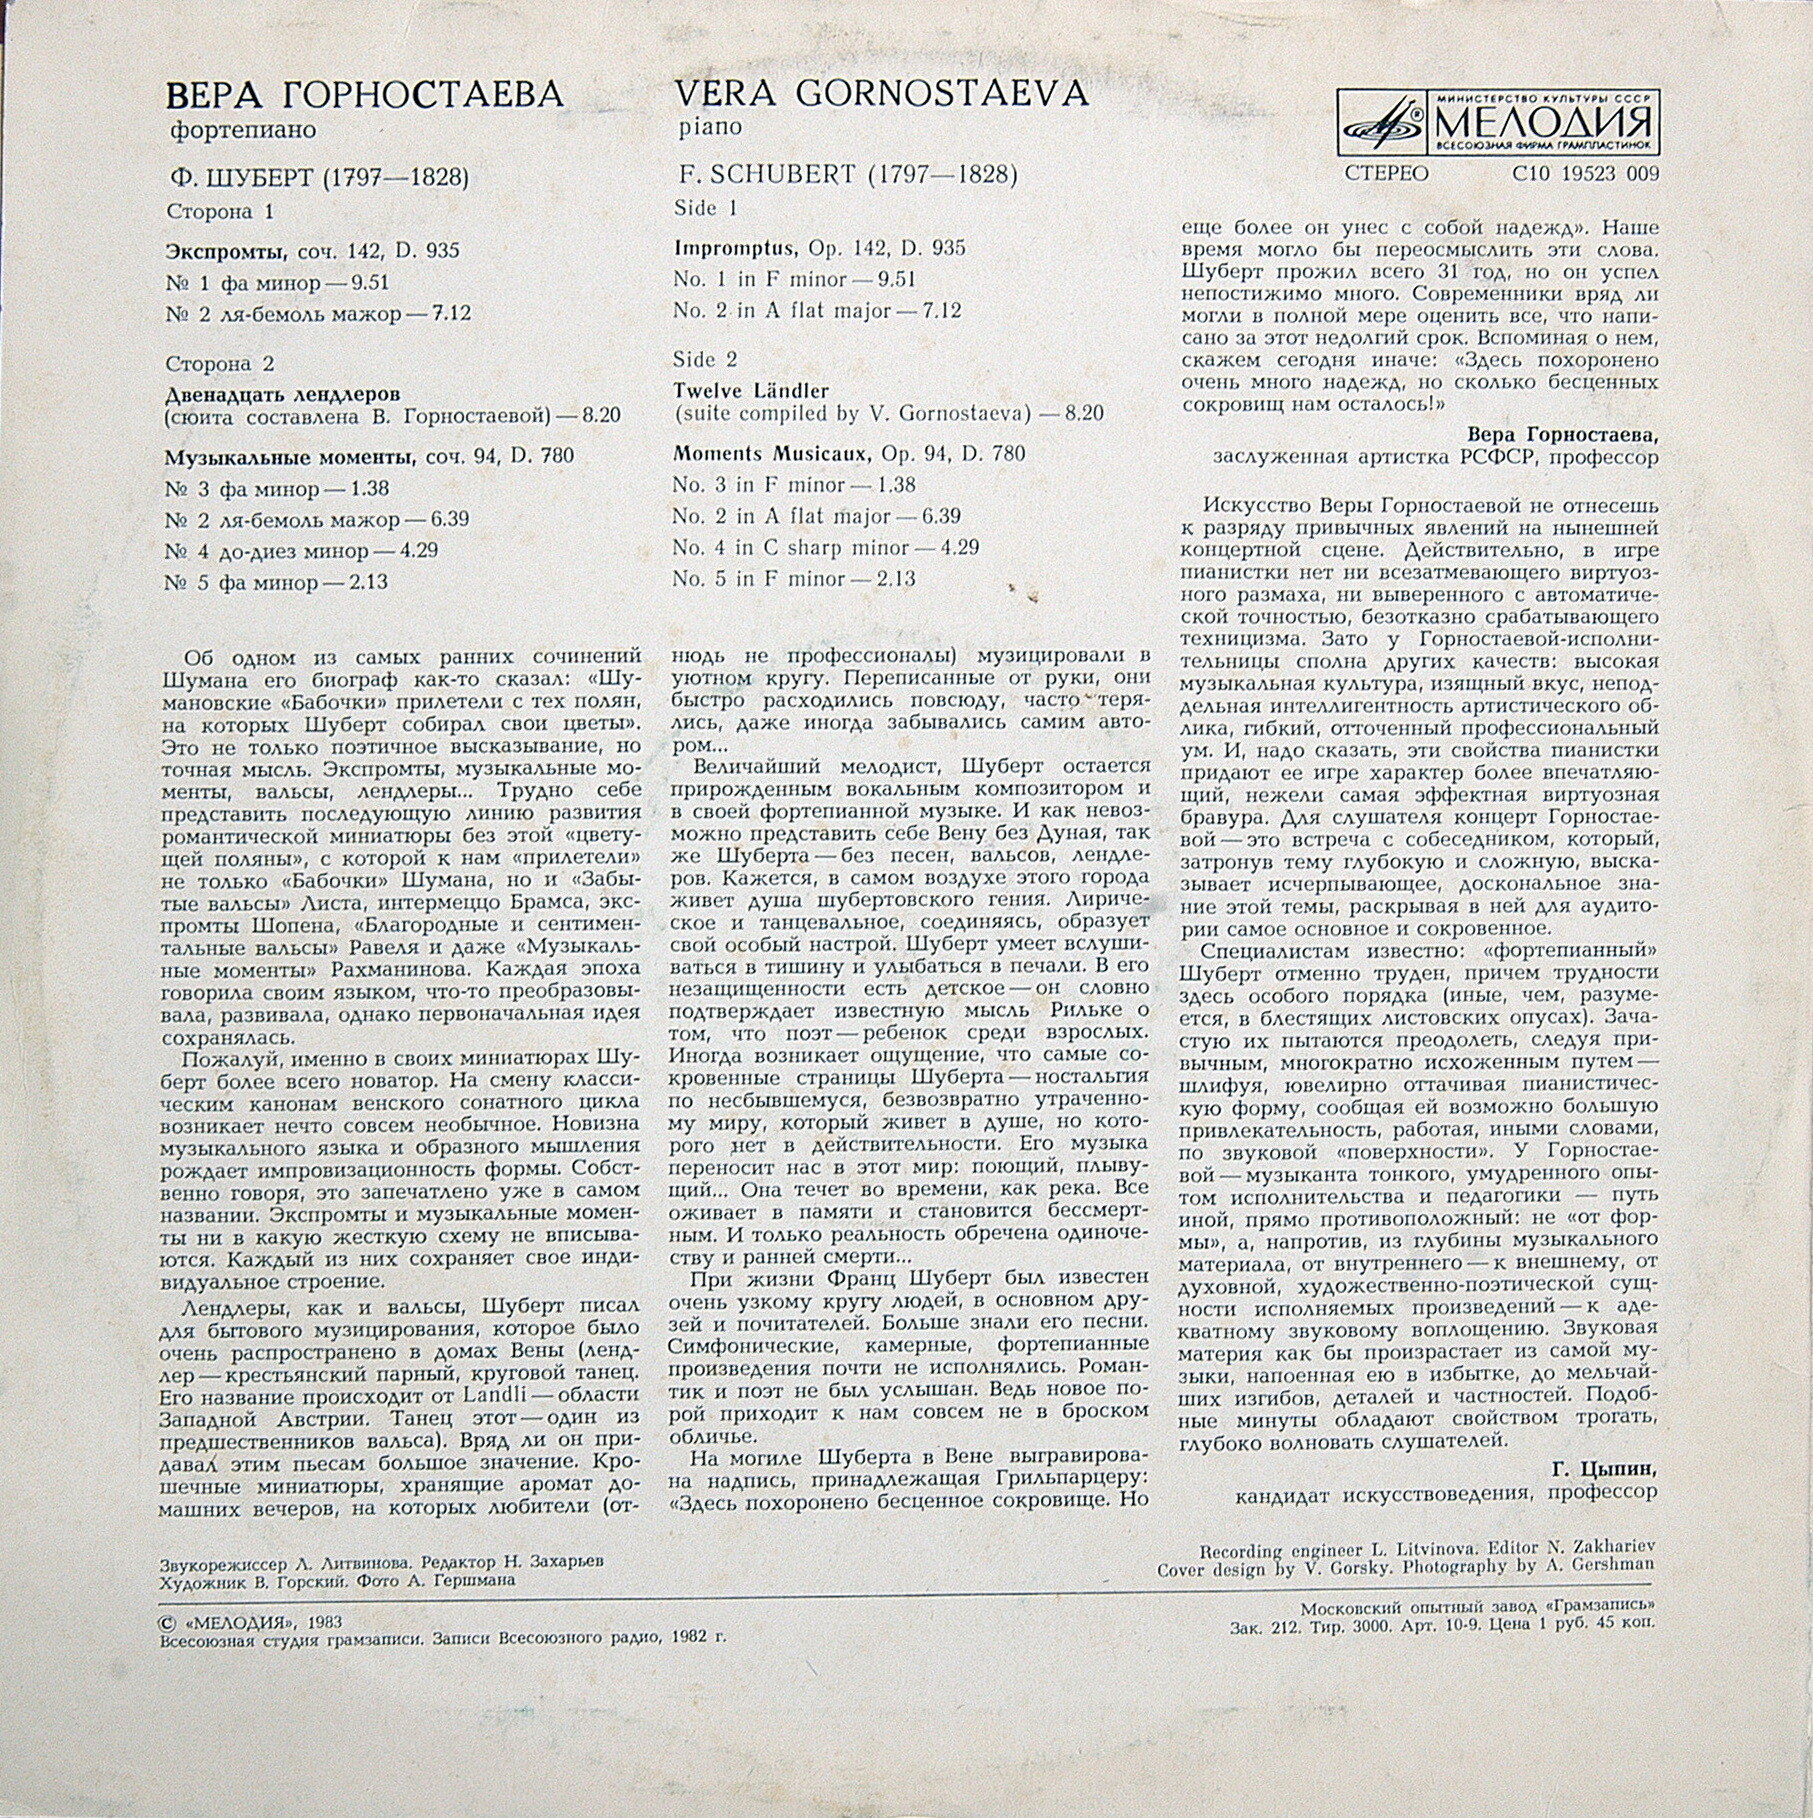 ВЕРА ГОРНОСТАЕВА
фортепиано
Ф. ШУБЕРТ (1797—1828)
Сторона 1
Экспромты, соч. 142, D. 935
№ 1 фа минор — 9.51
№ 2 ля-бемоль мажор — 7.12
Сторона 2
Двенадцать лендлеров
(сюита составлена В. Горностаевой) — 8.20
Музыкальные моменты, соч. 94, D. 780
№ 3 фа минор — 1.38
№ 2 ля-бемоль мажор — 6.39
№ 4 до-диез минор — 4.29
№ 5 фа минор — 2.13
VERA GORNOSTAEVA
piano
F. SCHUBERT (1797—1828)
Side 1
Impromptus, Op. 142, D. 935
No. 1 in F minor — 9.51
No. 2 in A flat major — 7.12
Side 2
Twelve Ländler
(suite compiled by V. Gornostaeva) — 8.20
Moments Musicaux, Op. 94, D. 780
No. 3 in F minor — 1.38
No. 2 in A flat major — 6.39
No. 4 in C sharp minor — 4.29
No. 5 in F minor — 2.13
МИНИСТЕРСТВО КУЛЬТУРЫ СССР
® МЕЛОДИЯ
ВСЕСОЮЗНАЯ ФИРМА ГРАМПЛАСТИНОК
СТЕРЕО С10 19523 009
Об одном из самых ранних сочинений
Шумана его биограф как-то сказал: «Шу-
мановские «Бабочки» прилетели с тех полян,
на которых Шуберт собирал свои цветы».
Это не только поэтичное высказывание, но
точная мысль. Экспромты, музыкальные мо-
менты, вальсы, лендлеры... Трудно себе
представить последующую линию развития
романтической миниатюры без этой «цвету-
щей поляны», с которой к нам «прилетели»
не только «Бабочки» Шумана, но и «Забы-
тые вальсы» Листа, интермеццо Брамса, экс-
промты Шопена, «Благородные и сентимен-
тальные вальсы» Равеля и даже «Музыкаль-
ные моменты» Рахманинова. Каждая эпоха
говорила своим языком, что-то преобразовы-
вала, развивала, однако первоначальная идея
сохранялась.
Пожалуй, именно в своих миниатюрах Шу-
берт более всего новатор. На смену класси-
ческим канонам венского сонатного цикла
возникает нечто совсем необычное. Новизна
музыкального языка и образного мышления
рождает импровизационность формы. Собст-
венно говоря, это запечатлено уже в самом
названии. Экспромты и музыкальные момен-
ты ни в какую жесткую схему не вписыва-
ются. Каждый из них сохраняет свое инди-
видуальное строение.
Лендлеры, как и вальсы, Шуберт писал
для бытового музицирования, которое было
очень распространено в домах Вены (ленд-
лер — крестьянский парный, круговой танец.
Его название происходит от Landli — области
Западной Австрии. Танец этот — один из
предшественников вальса). Вряд ли он при-
давал этим пьесам большое значение. Кро-
шечные миниатюры, хранящие аромат до-
машних вечеров, на которых любители (от-
нюдь не профессионалы) музицировали в
уютном кругу. Переписанные от руки, они
быстро расходились повсюду, часто теря-
лись, даже иногда забывались самим авто-
ром...
Величайший мелодист, Шуберт остается
прирожденным вокальным композитором и
в своей фортепианной музыке. И как невоз-
можно представить себе Вену без Дуная, так
же Шуберта — без песен, вальсов, лендле-
ров. Кажется, в самом воздухе этого города
живет душа шубертовского гения. Лириче-
ское и танцевальное, соединяясь, образует
свой особый настрой. Шуберт умеет вслуши-
ваться в тишину и улыбаться в печали. В его
незащищенности есть детское — он словно
подтверждает известную мысль Рильке о
том, что поэт — ребенок среди взрослых.
Иногда возникает ощущение, что самые со-
кровенные страницы Шуберта — ностальгия
по несбывшемуся, безвозвратно утраченно-
му миру, который живет в душе, но кото-
рого нет в действительности. Его музыка
переносит нас в этот мир: поющий, плыву-
щий... Она течет во времени, как река. Все
оживает в памяти и становится бессмерт-
ным. И только реальность обречена одиноче-
ству и ранней смерти...
При жизни Франц Шуберт был известен
очень узкому кругу людей, в основном дру-
зей и почитателей. Больше знали его песни.
Симфонические, камерные, фортепианные
произведения почти не исполнялись. Роман-
тик и поэт не был услышан. Ведь новое по-
рой приходит к нам совсем не в броском
обличье.
На могиле Шуберта в Вене выгравирова-
на надпись, принадлежащая Грильпарцеру:
«Здесь похоронено бесценное сокровище. Но
еще более он унес с собой надежд». Наше
время могло бы переосмыслить эти слова.
Шуберт прожил всего 31 год, но он успел
непостижимо много. Современники вряд ли
могли в полной мере оценить все, что напи-
сано за этот недолгий срок. Вспоминая о нем,
скажем сегодня иначе: «Здесь похоронено
очень много надежд, но сколько бесценных
сокровищ нам осталось!»
Вера Горностаева,
заслуженная артистка РСФСР, профессор
Искусство Веры Горностаевой не отнесешь
к разряду привычных явлений на нынешней
концертной сцене. Действительно, в игре
пианистки нет ни всезатмевающего виртуоз-
ного размаха, ни выверенного с автоматиче-
ской точностью, безотказно срабатывающего
техницизма. Зато у Горностаевой-исполни-
тельницы сполна других качеств: высокая
музыкальная культура, изящный вкус, непод-
дельная интеллигентность артистического об-
лика, гибкий, отточенный профессиональный
ум. И, надо сказать, эти свойства пианистки
придают ее игре характер более впечатляю-
щий, нежели самая эффектная виртуозная
бравура. Для слушателя концерт Горностае-
вой — это встреча с собеседником, который,
затронув тему глубокую и сложную, выска-
зывает исчерпывающее, доскональное зна-
ние этой темы, раскрывая в ней для аудито-
рии самое основное и сокровенное.
Специалистам известно: «фортепианный»
Шуберт отменно труден, причем трудности
здесь особого порядка (иные, чем, разуме-
ется, в блестящих листовских опусах). Зача-
стую их пытаются преодолеть, следуя при-
вычным, многократно исхоженным путем —
шлифуя, ювелирно оттачивая пианистичес-
кую форму, сообщая ей возможно большую
привлекательность, работая, иными словами,
по звуковой «поверхности». У Горностае-
вой — музыканта тонкого, умудренного опы-
том исполнительства и педагогики — путь
иной, прямо противоположный: не «от фор-
мы», а, напротив, из глубины музыкального
материала, от внутреннего — к внешнему, от
духовной, художественно-поэтической сущ-
ности исполняемых произведений — к аде-
кватному звуковому воплощению. Звуковая
материя как бы произрастает из самой му-
зыки, напоенная ею в избытке, до мельчай-
ших изгибов, деталей и частностей. Подоб-
ные минуты обладают свойством трогать,
глубоко волновать слушателей.
Г. Цыпин,
кандидат искусствоведения, профессор
Звукорежиссер Л. Литвинова. Редактор Н. Захарьев
Художник В. Горский. Фото А. Гершмана
Recording engineer L. Litvinova. Editor N. Zakhariev
Cover design by V. Gorsky. Photography by A. Gershman
© «МЕЛОДИЯ», 1983
Всесоюзная студия грамзаписи. Записи Всесоюзного радио, 1982 г.
Московский опытный завод «Грамзапись»
Зак. 212. Тир. 3000. Арт. 10-9. Цена 1 руб. 45 коп.